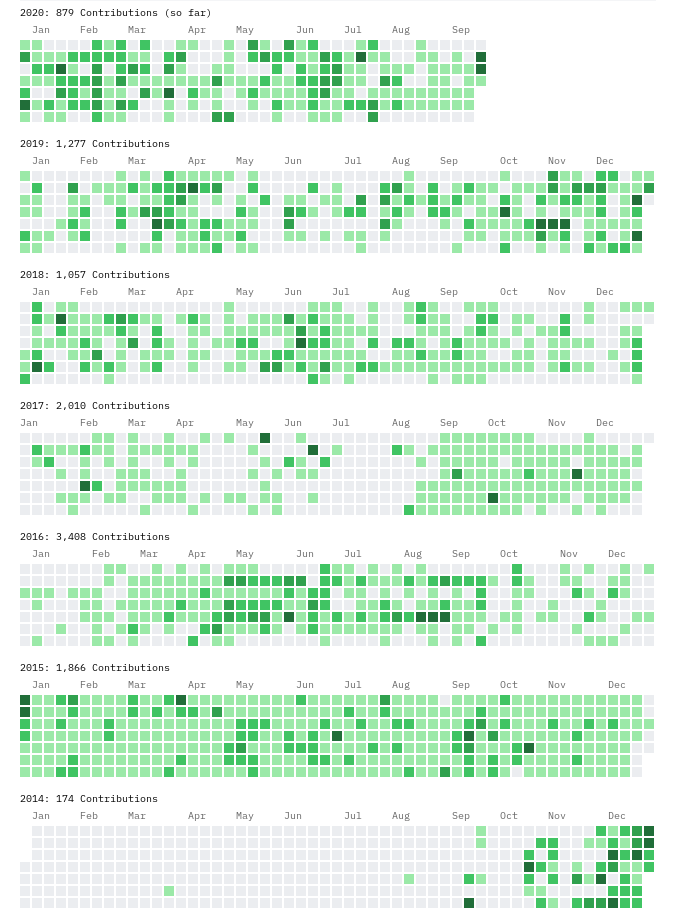 2020: 879 Contributions (so far)
Jan Feb Mar Apr May Jun Jul Aug Sep
2019: 1,277 Contributions
Jan Feb Mar Apr May Jun Jul Aug Sep Oct Nov Dec
2018: 1,057 Contributions
Jan Feb Mar Apr May Jun Jul Aug Sep Oct Nov Dec
2017: 2,010 Contributions
Jan Feb Mar Apr May Jun Jul Aug Sep Oct Nov Dec
2016: 3,408 Contributions
Jan Feb Mar Apr May Jun Jul Aug Sep Oct Nov Dec
2015: 1,866 Contributions
Jan Feb Mar Apr May Jun Jul Aug Sep Oct Nov Dec
2014: 174 Contributions
Jan Feb Mar Apr May Jun Jul Aug Sep Oct Nov Dec